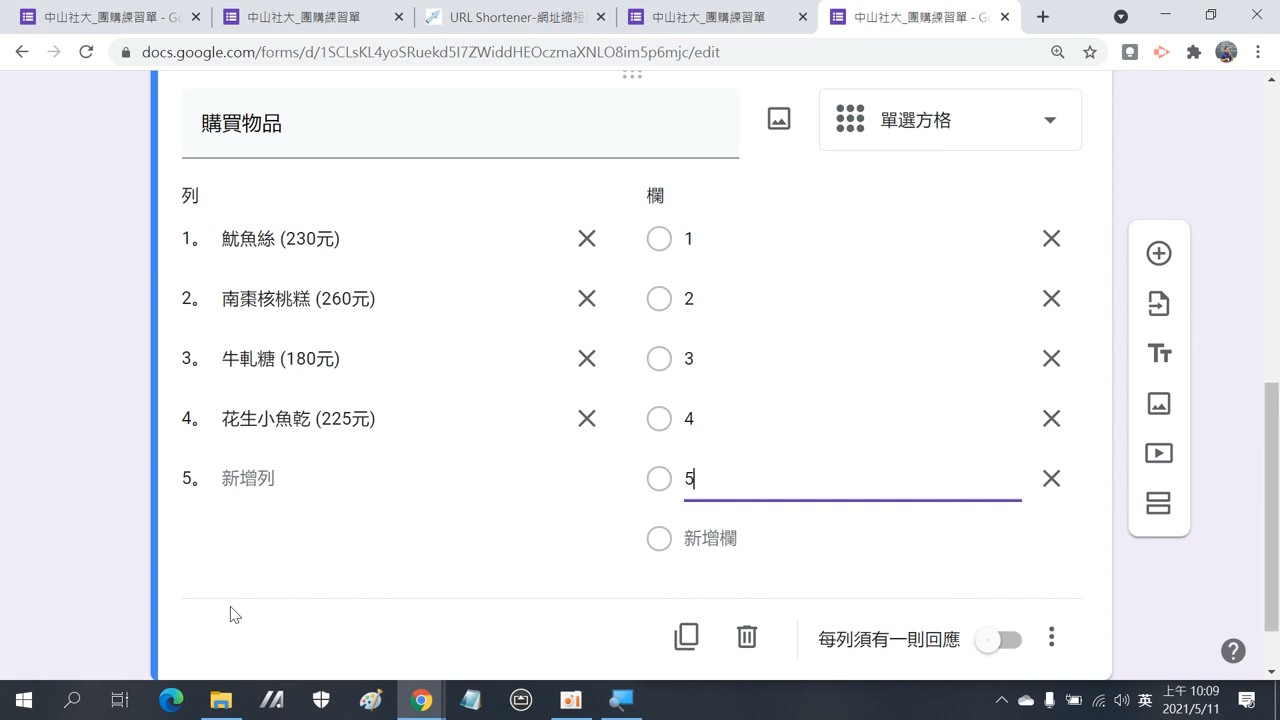 中山社大_團購練習單 - Go
中山社大_團購練習單
URL Shortener-網址縮短
中山社大_團購練習單
中山社大_團購練習單 - Go
docs.google.com/forms/d/1SCLsKL4yoSRuekd5I7ZWiddHEOczmaXNLO8im5p6mjc/edit
購買物品
單選方格
列
欄
1。 魷魚絲 (230元)
1
2。 南棗核桃糕 (260元)
2
3。 牛軋糖 (180元)
3
4。 花生小魚乾 (225元)
4
5。 新增列
5
新增欄
每列須有一則回應
英
上午 10:09
2021/5/11